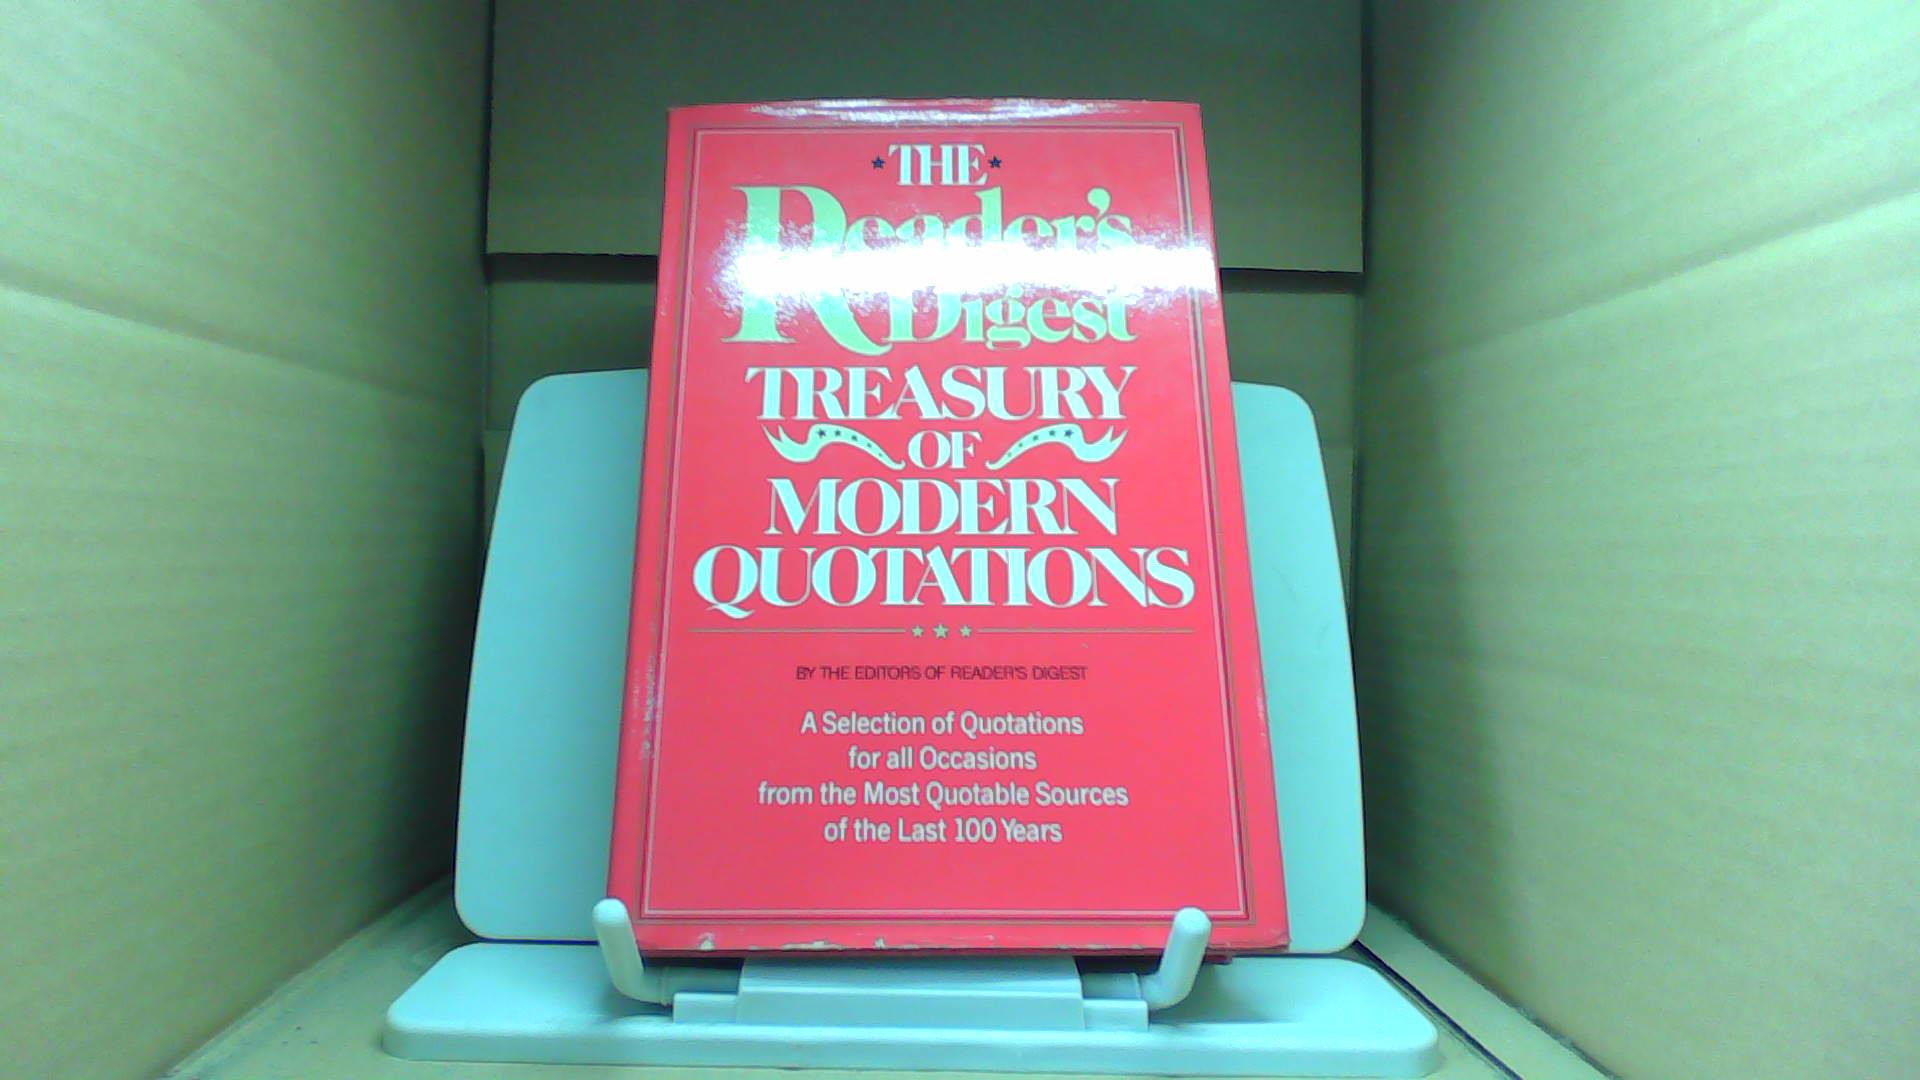 THE
Reader's
Digest
TREASURY
OF
MODERN
QUOTATIONS
BY THE EDITORS OF READER'S DIGEST
A Selection of Quotations
for all Occasions
from the Most Quotable Sources
of the Last 100 Years